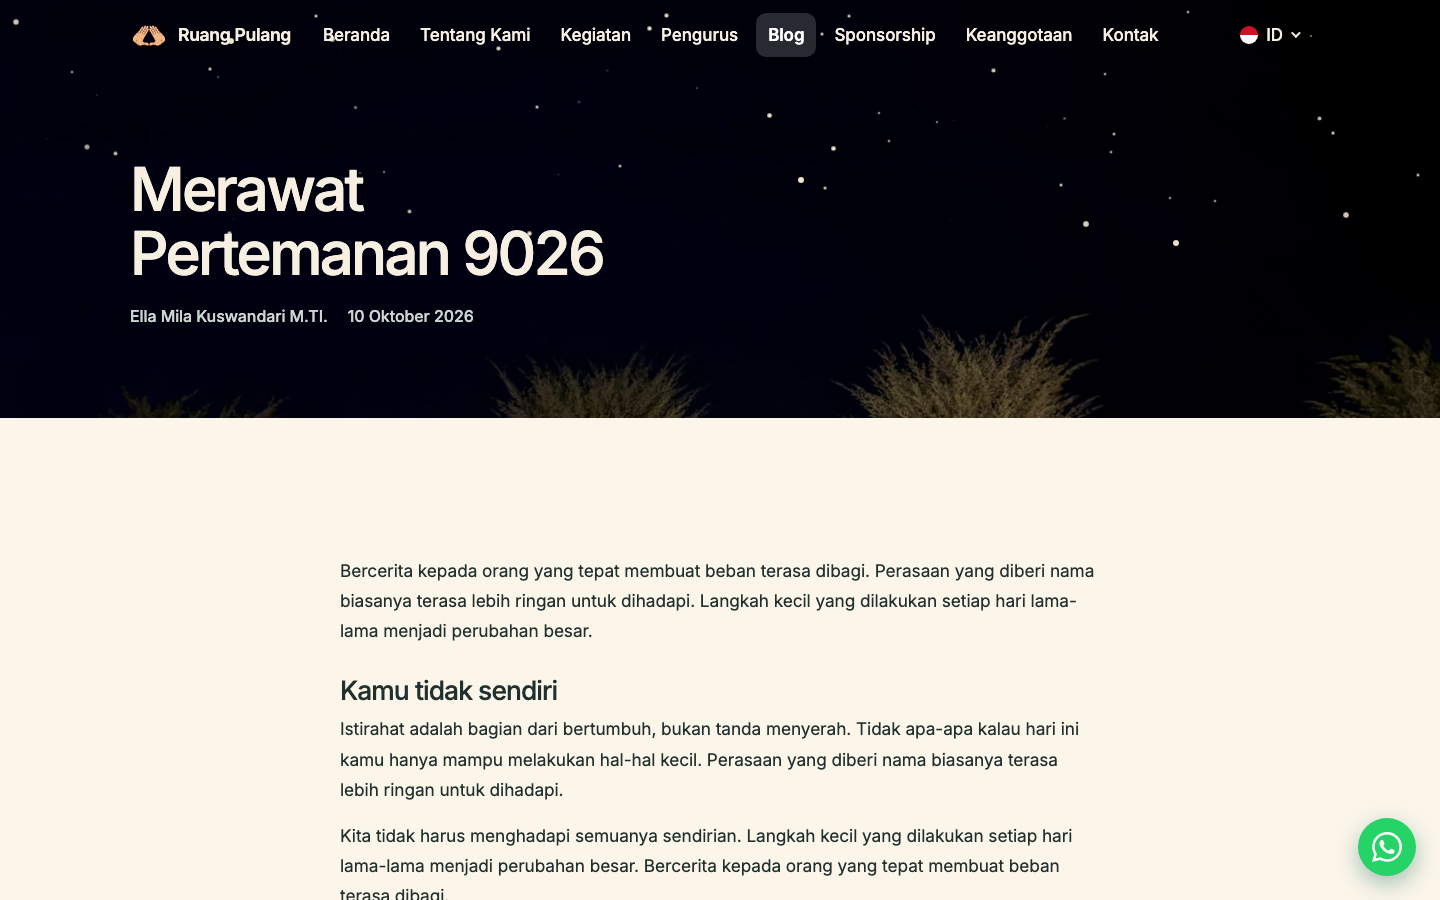 Ruang Pulang
Beranda
Tentang Kami
Kegiatan
Pengurus
Blog
Sponsorship
Keanggotaan
Kontak
ID
Merawat
Pertemanan 9026
Ella Mila Kuswandari M.TI.
10 Oktober 2026
Bercerita kepada orang yang tepat membuat beban terasa dibagi. Perasaan yang diberi nama
biasanya terasa lebih ringan untuk dihadapi. Langkah kecil yang dilakukan setiap hari lama-
lama menjadi perubahan besar.
Kamu tidak sendiri
Istirahat adalah bagian dari bertumbuh, bukan tanda menyerah. Tidak apa-apa kalau hari ini
kamu hanya mampu melakukan hal-hal kecil. Perasaan yang diberi nama biasanya terasa
lebih ringan untuk dihadapi.
Kita tidak harus menghadapi semuanya sendirian. Langkah kecil yang dilakukan setiap hari
lama-lama menjadi perubahan besar. Bercerita kepada orang yang tepat membuat beban
terasa dibagi.